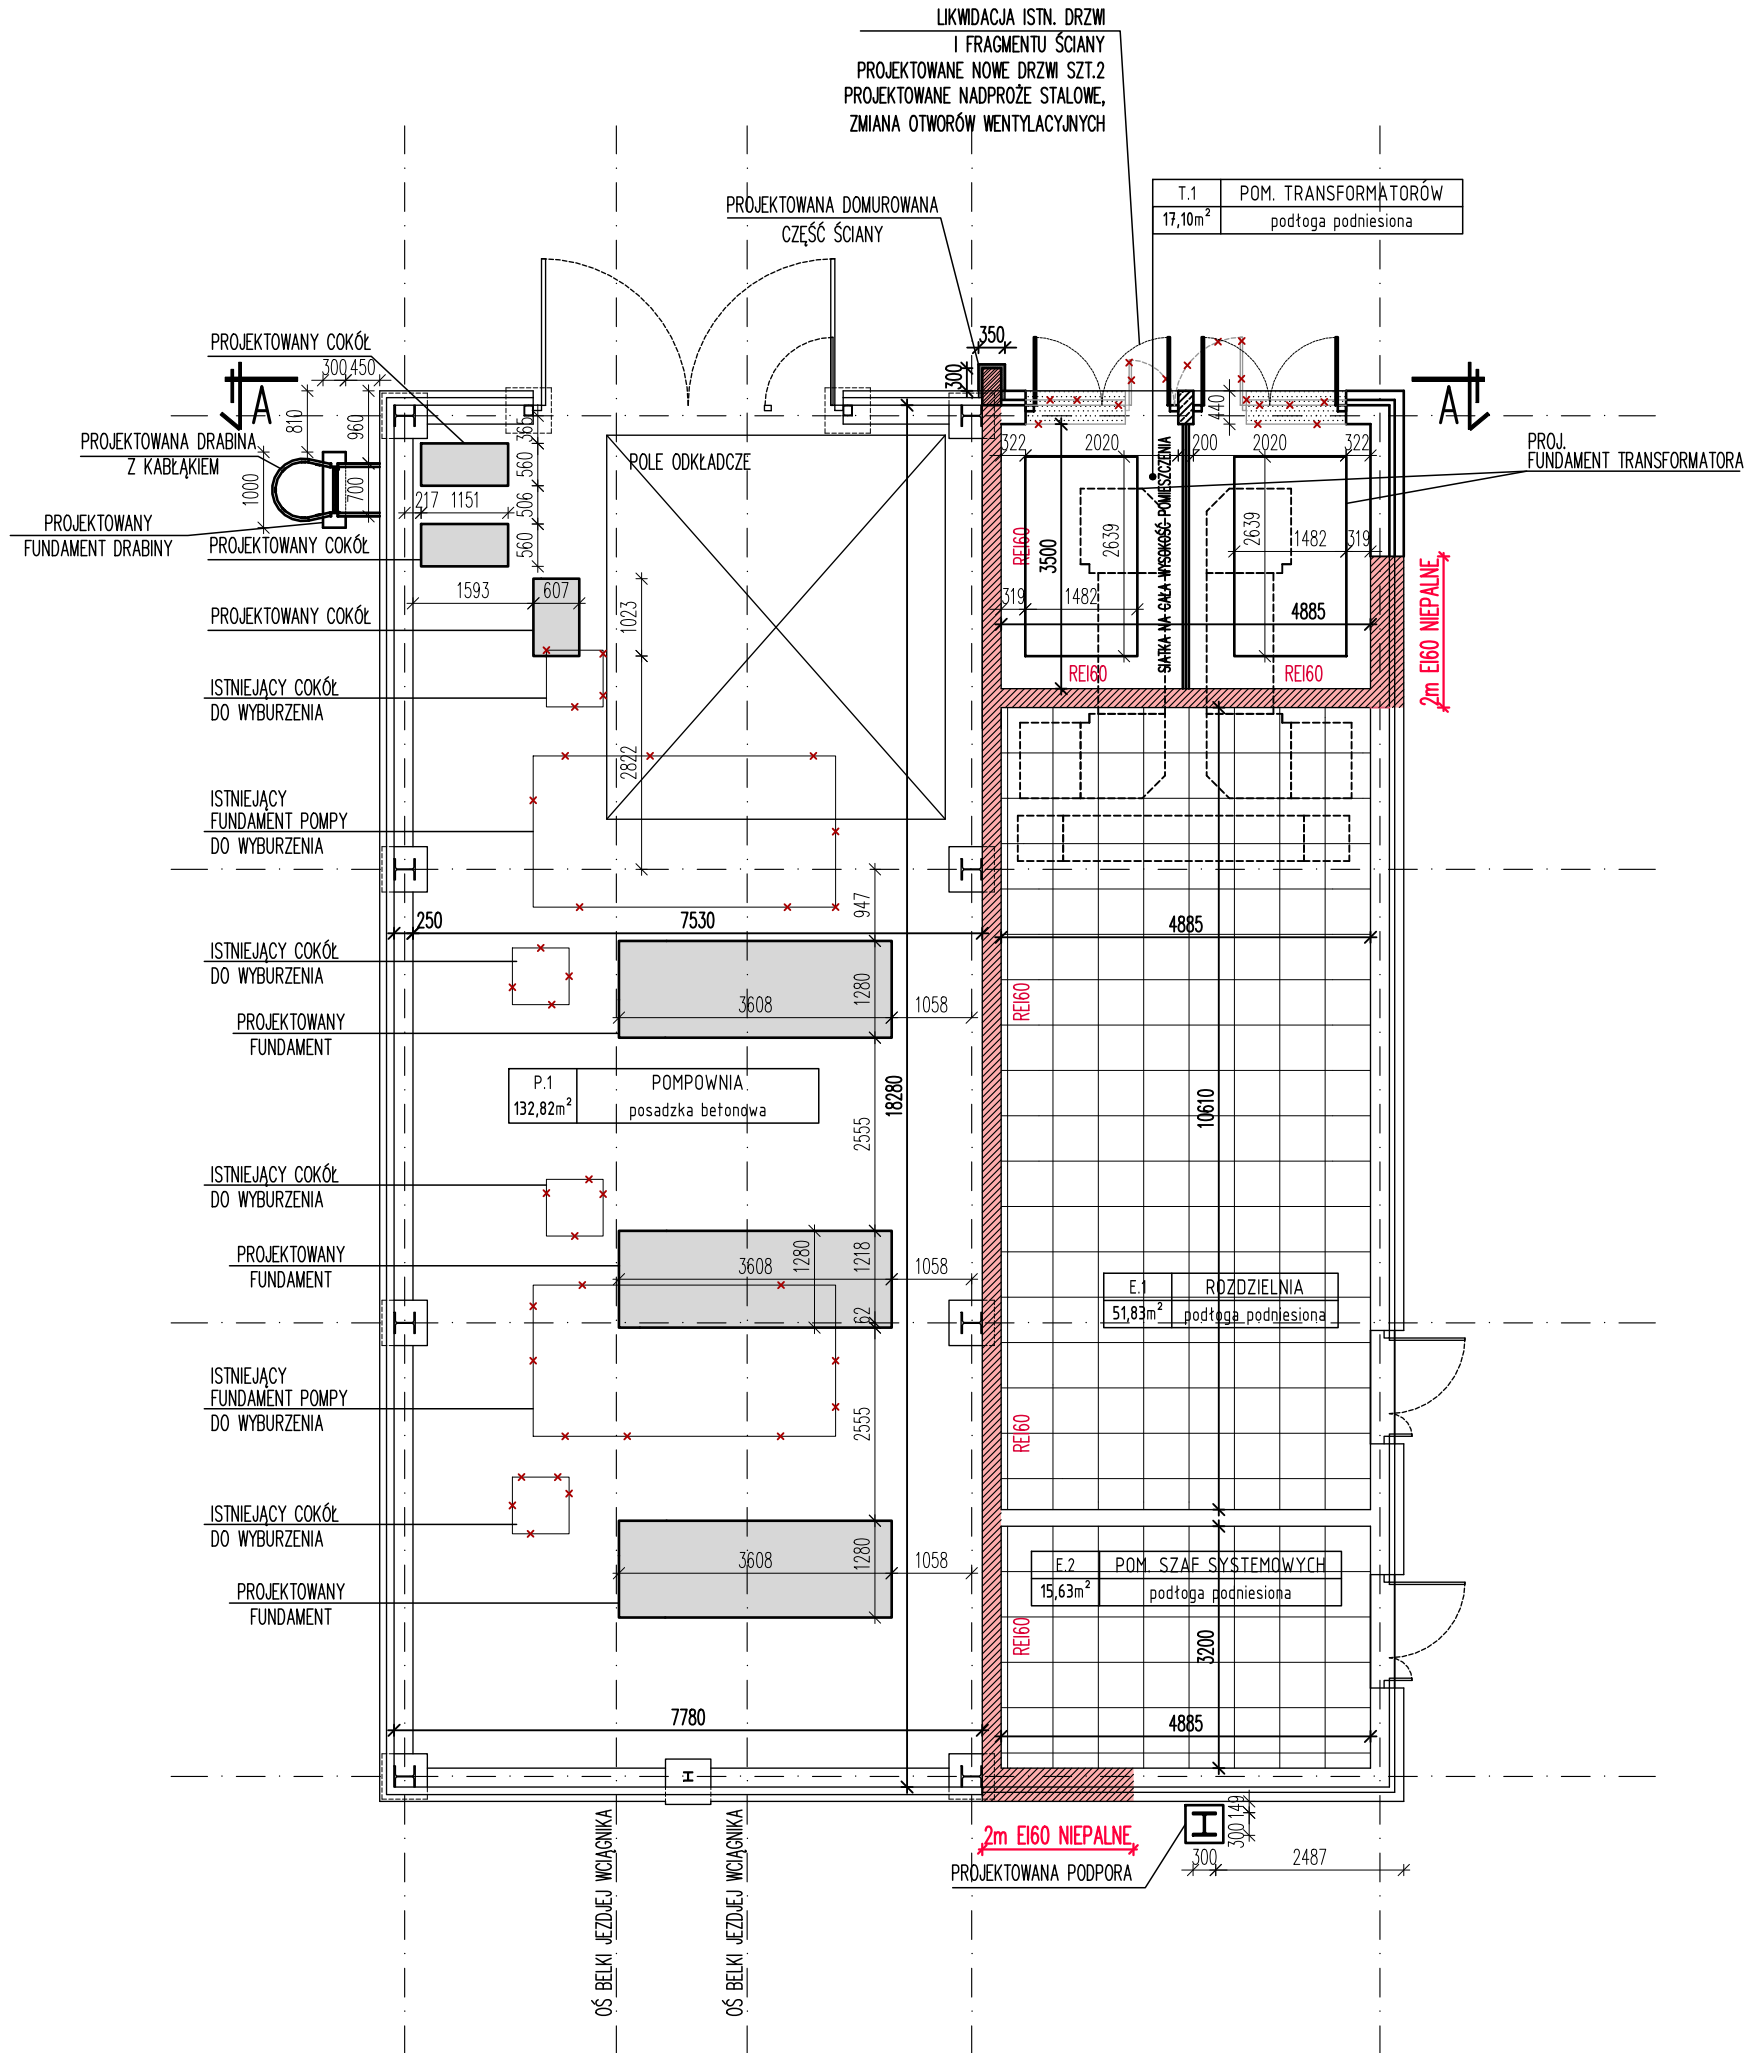 LIKWIDACJA ISTN. DRZWI
I FRAGMENTU ŚCIANY
PROJEKTOWANE NOWE DRZWI SZT.2
PROJEKTOWANE NADPROŻE STALOWE,
ZMIANA OTWORÓW WENTYLACYJNYCH
T.1 POM. TRANSFORMATORÓW
17,10m² podłoga podniesiona
PROJEKTOWANA DOMUROWANA
CZĘŚĆ ŚCIANY
350
300
440
PROJEKTOWANY COKÓŁ
300 450
A
A
810
960
365
PROJEKTOWANA DRABINA
Z KABŁĄKIEM
1000
700
560
217 1151
506
560
PROJEKTOWANY
FUNDAMENT DRABINY
PROJEKTOWANY COKÓŁ
POLE ODKŁADCZE
322 2020 200 2020 322
PROJ.
FUNDAMENT TRANSFORMATORA
SIATKA NA CAŁĄ WYSOKOŚĆ POMIESZCZENIA
REI60
3500
2639
2639
1482 319
319 1482
4885
REI60
REI60
2m EI60 NIEPALNE
1593 607
1023
PROJEKTOWANY COKÓŁ
ISTNIEJĄCY COKÓŁ
DO WYBURZENIA
2822
ISTNIEJĄCY
FUNDAMENT POMPY
DO WYBURZENIA
947
250 7530 4885
ISTNIEJĄCY COKÓŁ
DO WYBURZENIA
1280
3608 1058
REI60
PROJEKTOWANY
FUNDAMENT
P.1 POMPOWNIA
132,82m² posadzka betonowa
18280
2555
10610
ISTNIEJĄCY COKÓŁ
DO WYBURZENIA
PROJEKTOWANY
FUNDAMENT
1280
1218
3608 1058
62
E.1 ROZDZIELNIA
51,83m² podłoga podniesiona
ISTNIEJĄCY
FUNDAMENT POMPY
DO WYBURZENIA
2555
REI60
ISTNIEJĄCY COKÓŁ
DO WYBURZENIA
1280
3608 1058
PROJEKTOWANY
FUNDAMENT
E.2 POM. SZAF SYSTEMOWYCH
15,63m² podłoga podniesiona
REI60
3200
7780 4885
H
OŚ BELKI JEZDJEJ WCIĄGNIKA
OŚ BELKI JEZDJEJ WCIĄGNIKA
2m EI60 NIEPALNE
149
300
300 2487
PROJEKTOWANA PODPORA